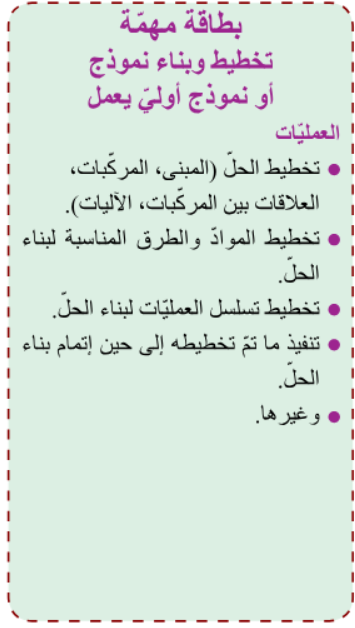 بطاقة مهمّة
تخطيط وبناء نموذج
أو نموذج أوليّ يعمل
العمليّات
● تخطيط الحلّ (المبنى، المركّبات،
العلاقات بين المركّبات، الآليات).
● تخطيط الموادّ والطرق المناسبة لبناء
الحلّ.
● تخطيط تسلسل العمليّات لبناء الحلّ.
● تنفيذ ما تمّ تخطيطه إلى حين إتمام بناء
الحلّ.
● وغيرها.